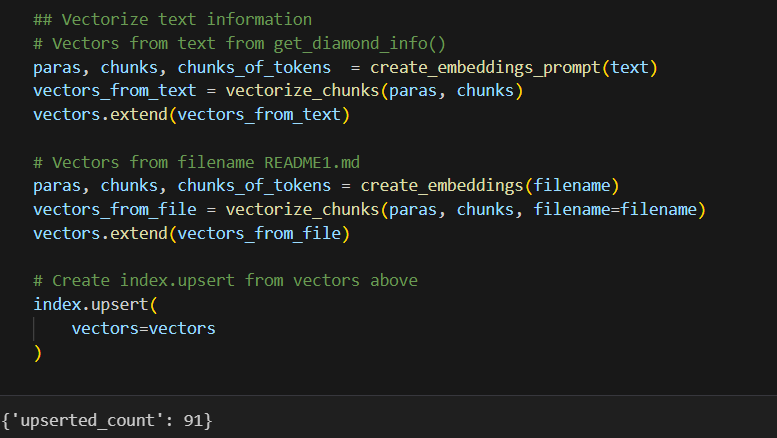 ## Vectorize text information
# Vectors from text from get_diamond_info()
paras, chunks, chunks_of_tokens  = create_embeddings_prompt(text)
vectors_from_text = vectorize_chunks(paras, chunks)
vectors.extend(vectors_from_text)

# Vectors from filename README1.md
paras, chunks, chunks_of_tokens = create_embeddings(filename)
vectors_from_file = vectorize_chunks(paras, chunks, filename=filename)
vectors.extend(vectors_from_file)

# Create index.upsert from vectors above
index.upsert(
    vectors=vectors
)

{'upserted_count': 91}